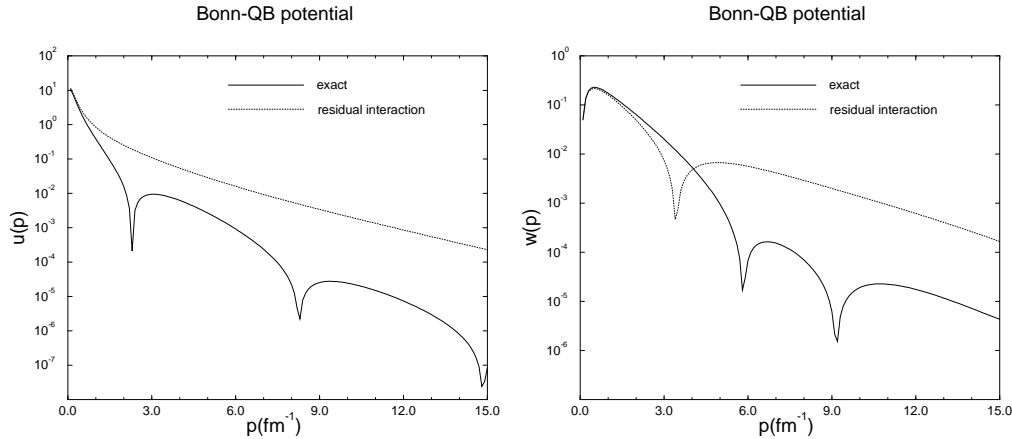 Bonn-QB potential
10^2
10^1
10^0
10^-1
10^-2
10^-3
10^-4
10^-5
10^-6
10^-7
u(p)
exact
residual interaction
0.0 3.0 6.0 9.0 12.0 15.0
p(fm^-1)
Bonn-QB potential
10^0
10^-1
10^-2
10^-3
10^-4
10^-5
10^-6
w(p)
exact
residual interaction
0.0 3.0 6.0 9.0 12.0 15.0
p(fm^-1)